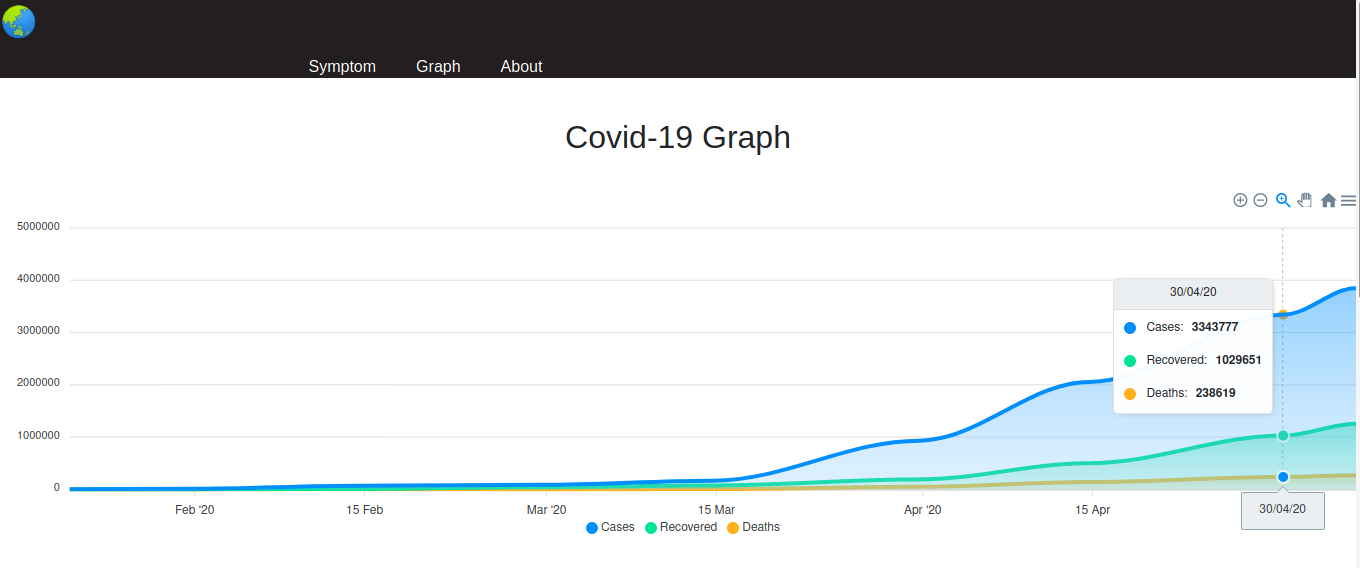 Symptom Graph About
Covid-19 Graph
5000000
4000000
3000000
2000000
1000000
0
30/04/20
Cases: 3343777
Recovered: 1029651
Deaths: 238619
Feb '20 15 Feb Mar '20 15 Mar Apr '20 15 Apr 30/04/20
Cases Recovered Deaths